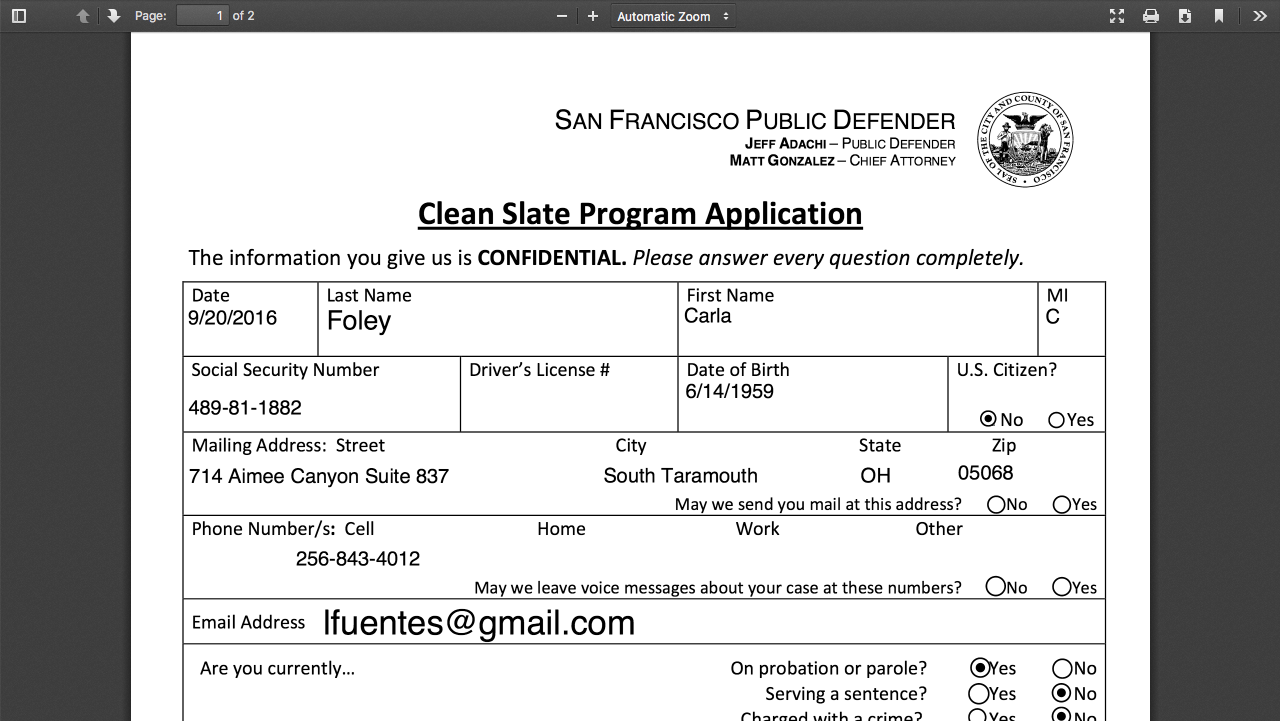 Page: 1 of 2 Automatic Zoom
SAN FRANCISCO PUBLIC DEFENDER
JEFF ADACHI – PUBLIC DEFENDER
MATT GONZALEZ – CHIEF ATTORNEY
SEAL OF THE CITY AND COUNTY OF SAN FRANCISCO
Clean Slate Program Application
The information you give us is CONFIDENTIAL. Please answer every question completely.
Date Last Name First Name MI
9/20/2016 Foley Carla C
Social Security Number Driver's License # Date of Birth U.S. Citizen?
489-81-1882 6/14/1959
No Yes
Mailing Address: Street City State Zip
714 Aimee Canyon Suite 837 South Taramouth OH 05068
May we send you mail at this address? No Yes
Phone Number/s: Cell Home Work Other
256-843-4012
May we leave voice messages about your case at these numbers? No Yes
Email Address lfuentes@gmail.com
Are you currently... On probation or parole? Yes No
Serving a sentence? Yes No
Charged with a crime? Yes No